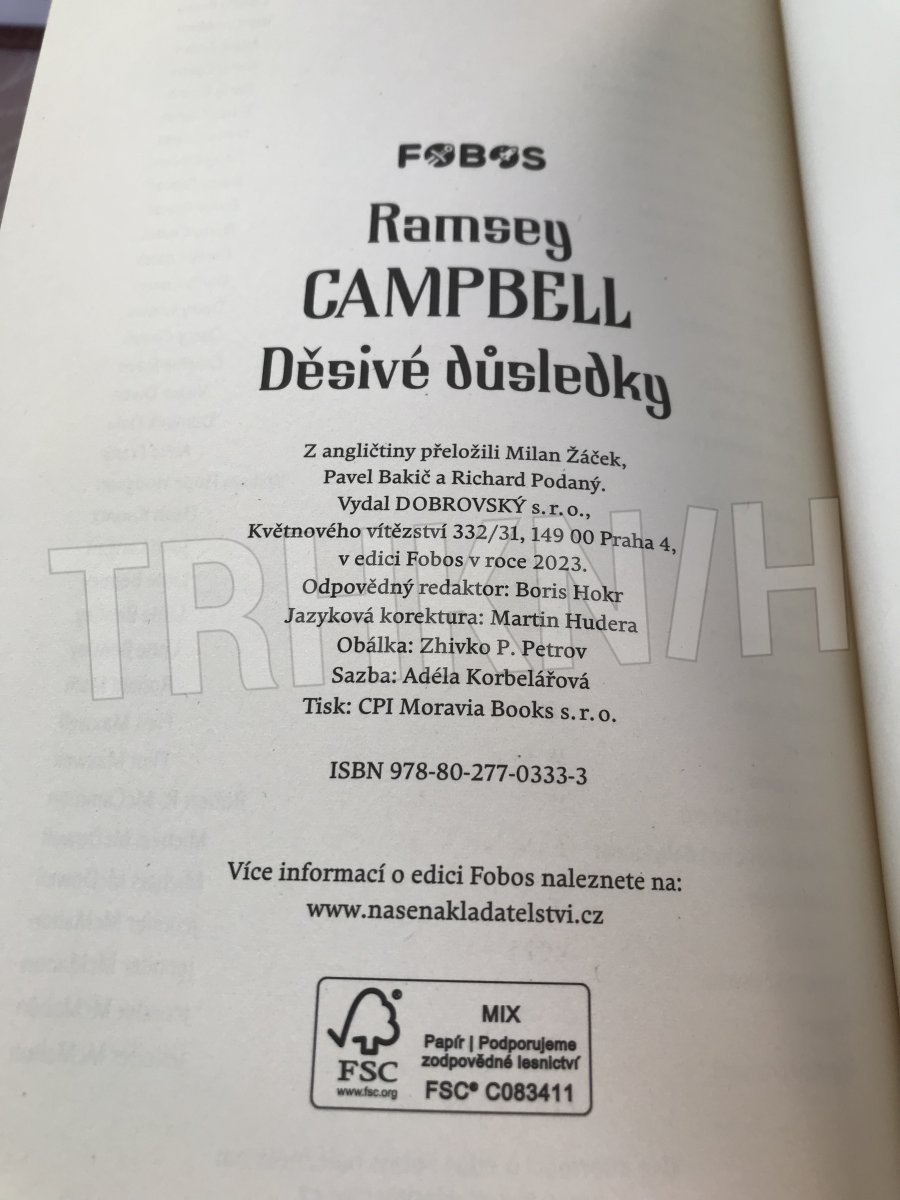 FOBOS
Ramsey
CAMPBELL
Děsivé důsledky
Z angličtiny přeložili Milan Žáček,
Pavel Bakič a Richard Podaný.
Vydal DOBROVSKÝ s.r.o.,
Květnového vítězství 332/31, 149 00 Praha 4,
v edici Fobos v roce 2023.
Odpovědný redaktor: Boris Hokr
Jazyková korektura: Martin Hudera
Obálka: Zhivko P. Petrov
Sazba: Adéla Korbelářová
Tisk: CPI Moravia Books s.r.o.
TRHKN/H
ISBN 978-80-277-0333-3
Více informací o edici Fobos naleznete na:
www.nasenakladatelstvi.cz
MIX
Papír | Podporujeme
zodpovědné lesnictví
FSC® C083411
FSC
www.fsc.org